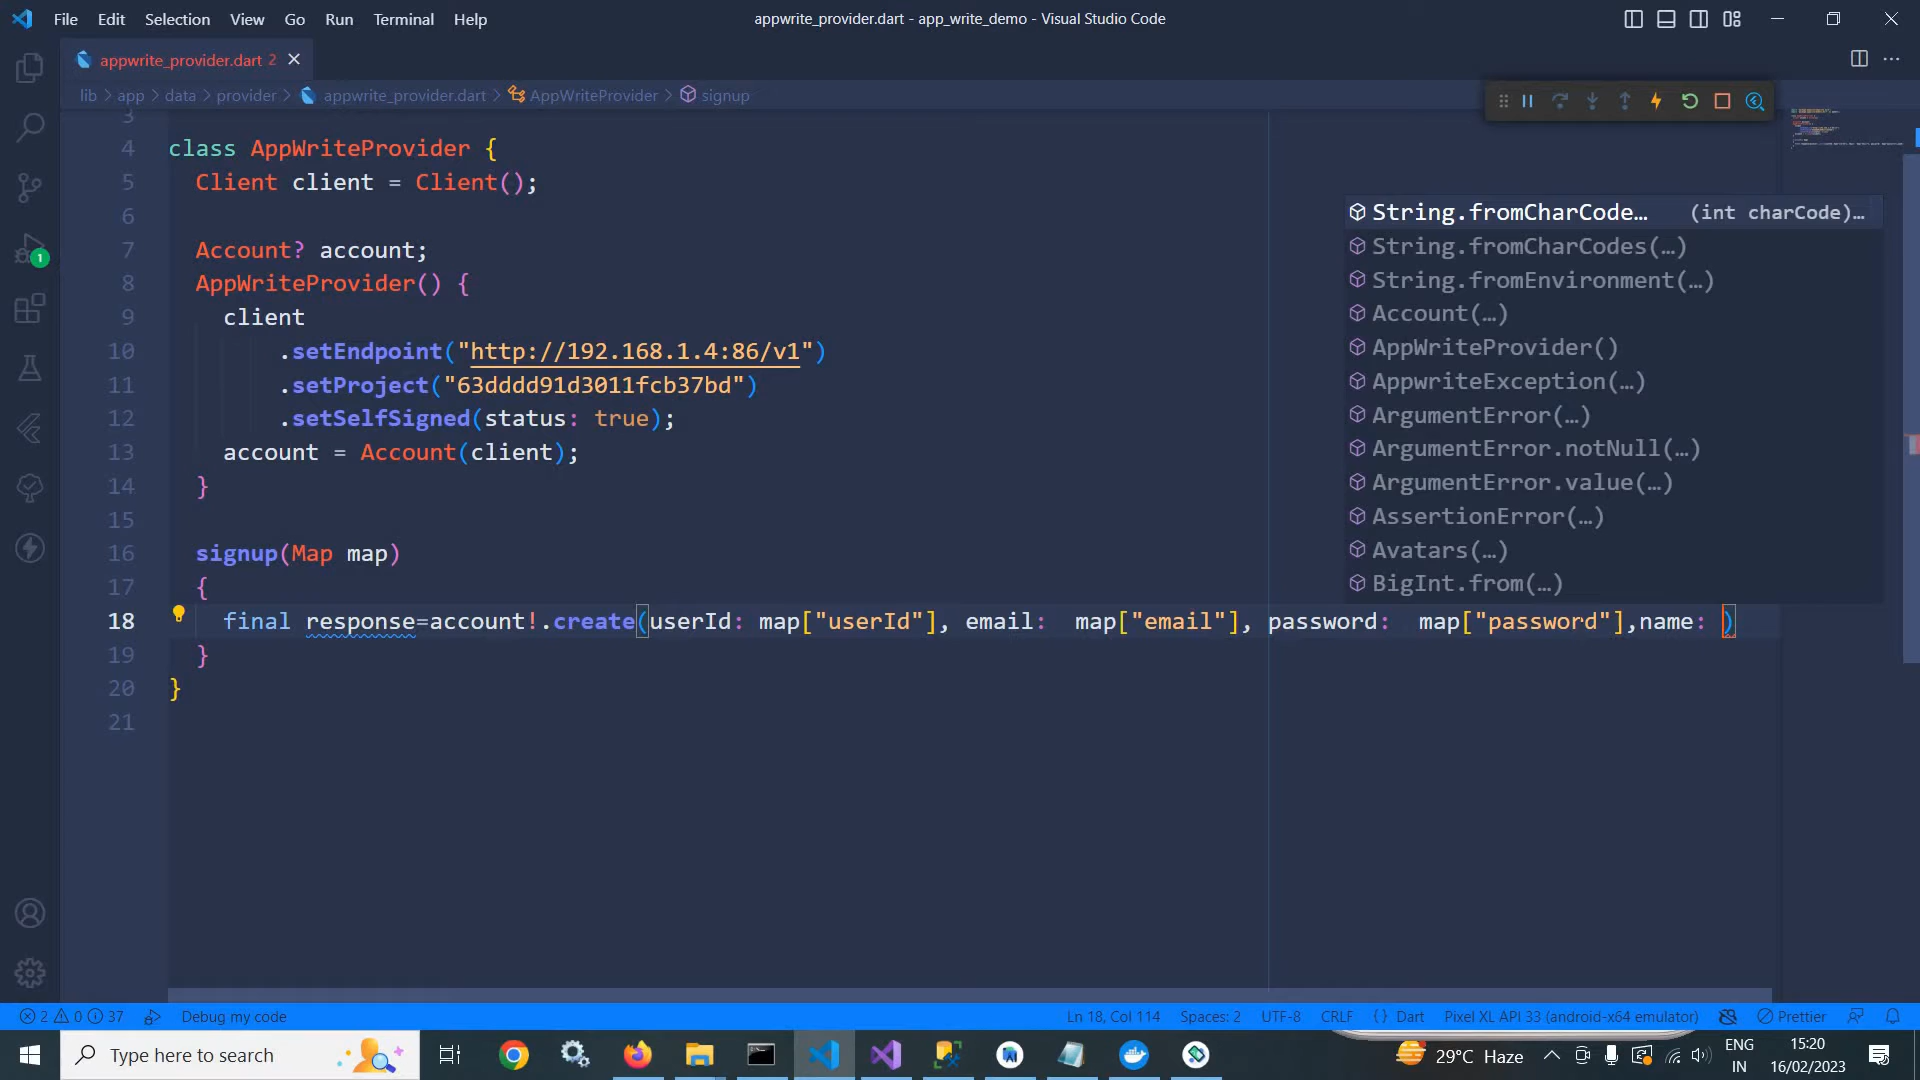 File Edit Selection View Go Run Terminal Help
appwrite_provider.dart - app_write_demo - Visual Studio Code
appwrite_provider.dart 2
lib > app > data > provider > appwrite_provider.dart > AppWriteProvider > signup
3
4 class AppWriteProvider {
5 Client client = Client();
6
7 Account? account;
8 AppWriteProvider() {
9 client
10 .setEndpoint("http://192.168.1.4:86/v1")
11 .setProject("63dddd91d3011fcb37bd")
12 .setSelfSigned(status: true);
13 account = Account(client);
14 }
15
16 signup(Map map)
17 {
18 final response=account!.create(userId: map["userId"], email:  map["email"], password:  map["password"],name: )
19 }
20 }
21
String.fromCharCode… (int charCode)…
String.fromCharCodes(…)
String.fromEnvironment(…)
Account(…)
AppWriteProvider()
AppwriteException(…)
ArgumentError(…)
ArgumentError.notNull(…)
ArgumentError.value(…)
AssertionError(…)
Avatars(…)
BigInt.from(…)
1
2 0 37 Debug my code
Ln 18, Col 114 Spaces: 2 UTF-8 CRLF {} Dart Pixel XL API 33 (android-x64 emulator) Prettier
Type here to search
29°C Haze
ENG
IN
15:20
16/02/2023